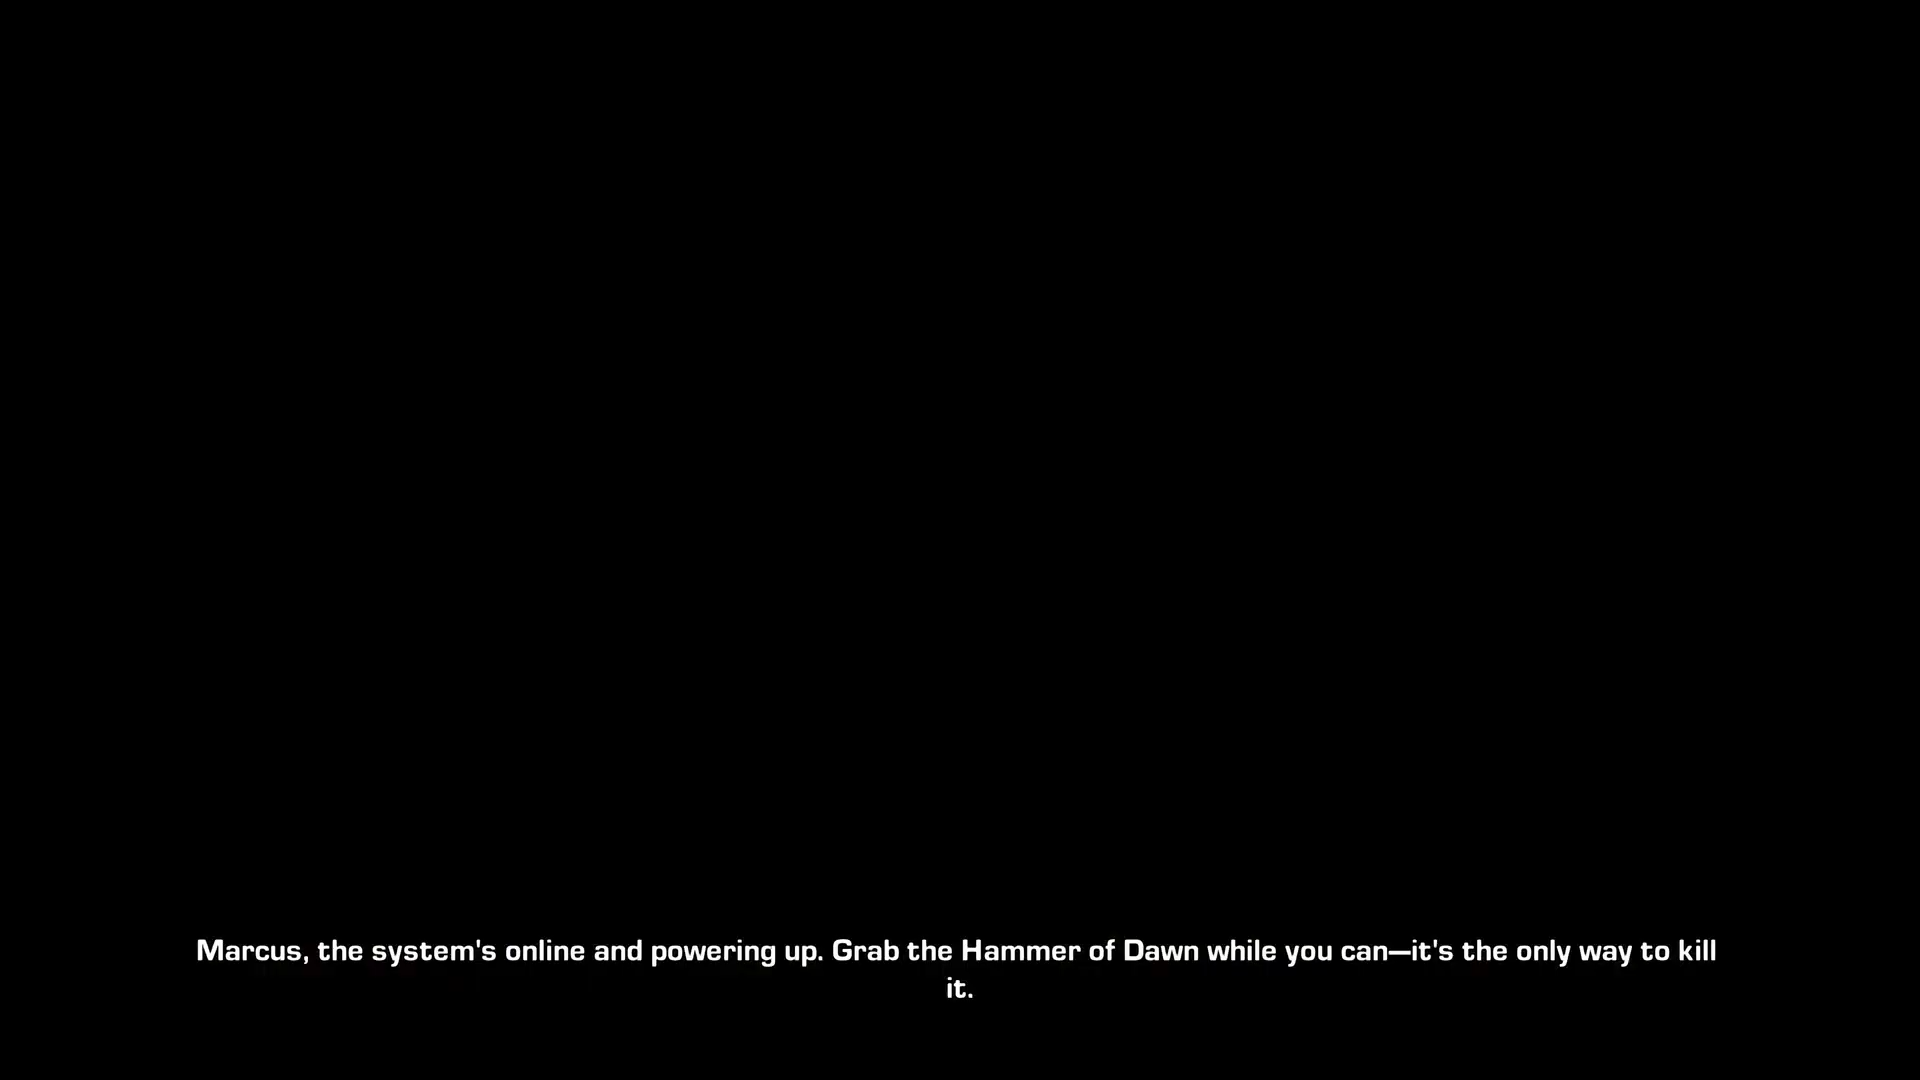 Marcus, the system's online and powering up. Grab the Hammer of Dawn while you can—it's the only way to kill
it.